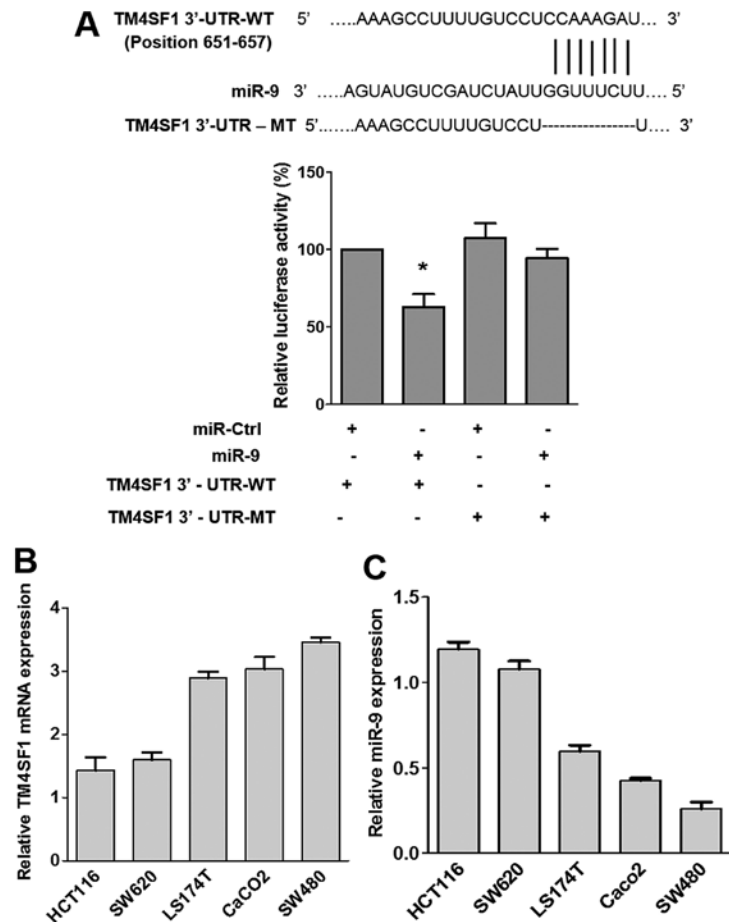 A
TM4SF1 3'-UTR-WT 5' .....AAAGCCUUUUGUCCUCCAAAGAU... 3'
(Position 651-657)
miR-9 3' .....AGUAUGUCGAUCUAUUGGUUUCUU.... 5'
TM4SF1 3'-UTR – MT 5'.......AAAGCCUUUUGUCCU----------------U.... 3'
Relative luciferase activity (%)
150
100
50
0
*
miR-Ctrl + - + -
miR-9 - + - +
TM4SF1 3' - UTR-WT + + - -
TM4SF1 3' - UTR-MT - - + +
B
Relative TM4SF1 mRNA expression
4
3
2
1
0
HCT116
SW620
LS174T
CaCO2
SW480
C
Relative miR-9 expression
1.5
1.0
0.5
0.0
HCT116
SW620
LS174T
Caco2
SW480